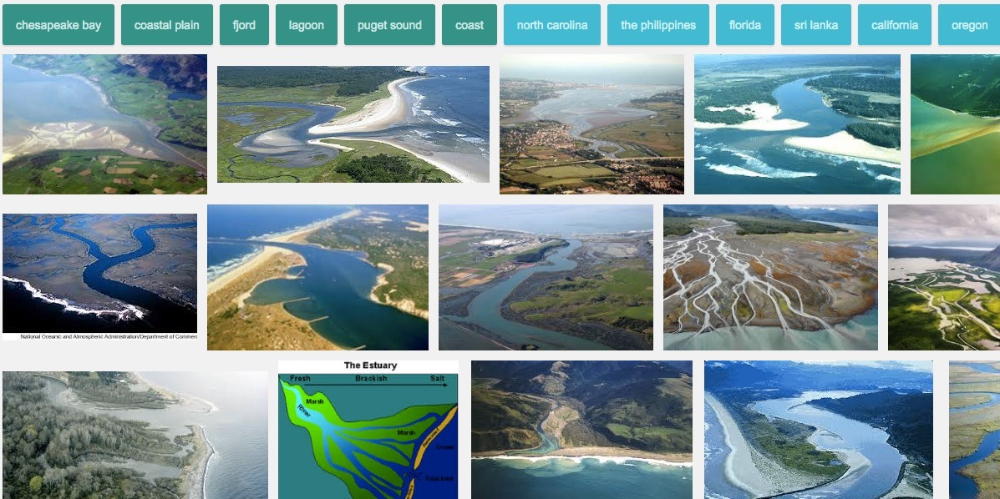 chesapeake bay
coastal plain
fjord
lagoon
puget sound
coast
north carolina
the philippines
florida
sri lanka
california
oregon
National Oceanic and Atmospheric Administration/Department of Commerc
The Estuary
Fresh Brackish Salt
Marsh
River
Marsh
Ocean
Tidal Inlet